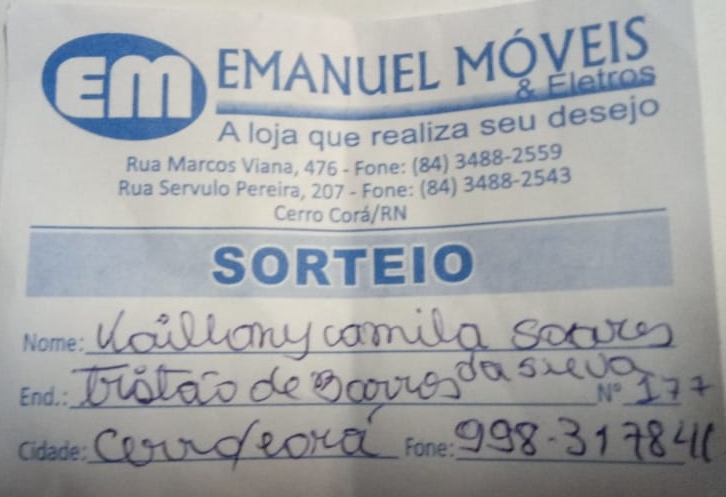 EM EMANUEL MÓVEIS
& Eletros
A loja que realiza seu desejo
Rua Marcos Viana, 476 - Fone: (84) 3488-2559
Rua Servulo Pereira, 207 - Fone: (84) 3488-2543
Cerro Corá/RN
SORTEIO
Nome: camila Soares
da silva
End.: Tristão de Barros Nº 177
Cidade: Cerro corá Fone: 998-317841